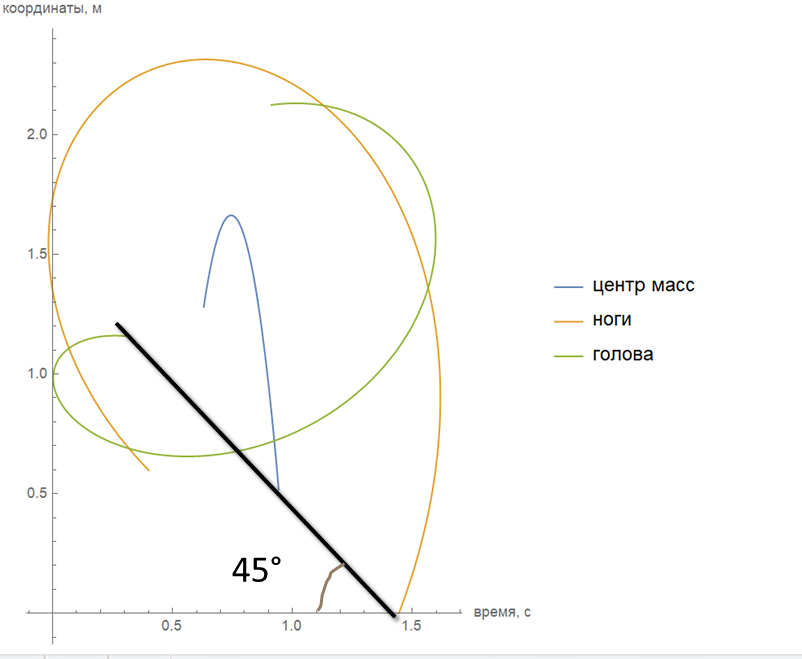 координаты, м
2.0
1.5
центр масс
ноги
голова
1.0
0.5
45°
0.5
1.0
1.5
время, с